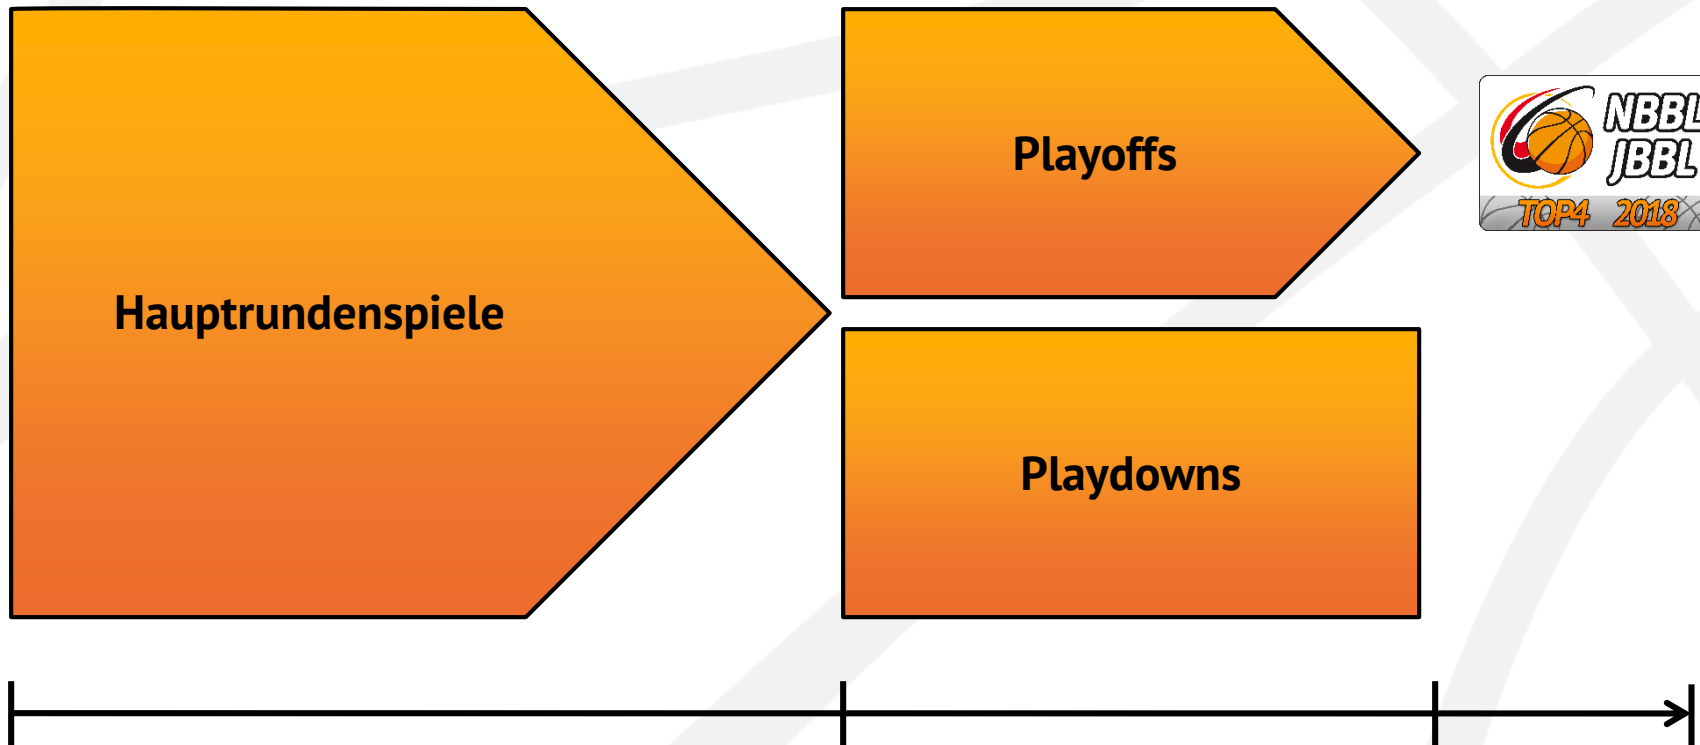 Hauptrundenspiele
Playoffs
NBBL
JBBL
TOP4 2018
Playdowns